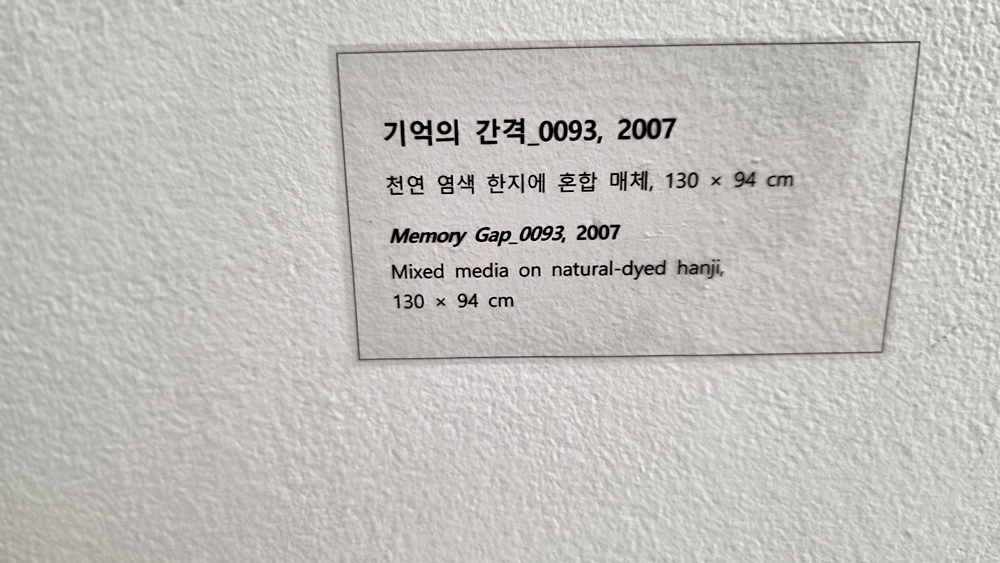 기억의 간격_0093, 2007
천연 염색 한지에 혼합 매체, 130 × 94 cm
Memory Gap_0093, 2007
Mixed media on natural-dyed hanji,
130 × 94 cm